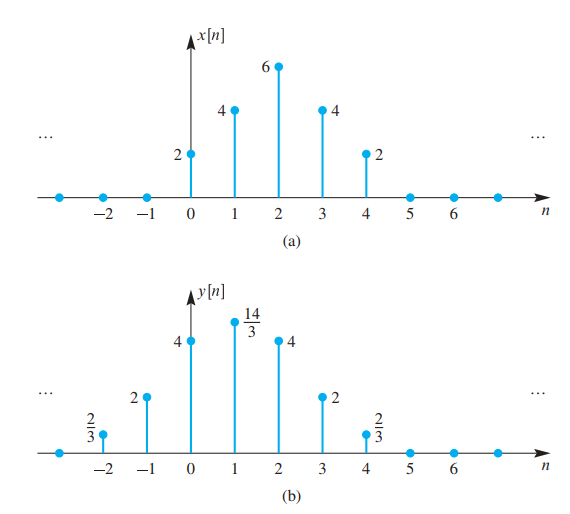 x[n]
6
4 4
... ...
2 2
−2 −1 0 1 2 3 4 5 6 n
(a)
y[n]
14/3
4 4
... ...
2 2
2/3 2/3
−2 −1 0 1 2 3 4 5 6 n
(b)